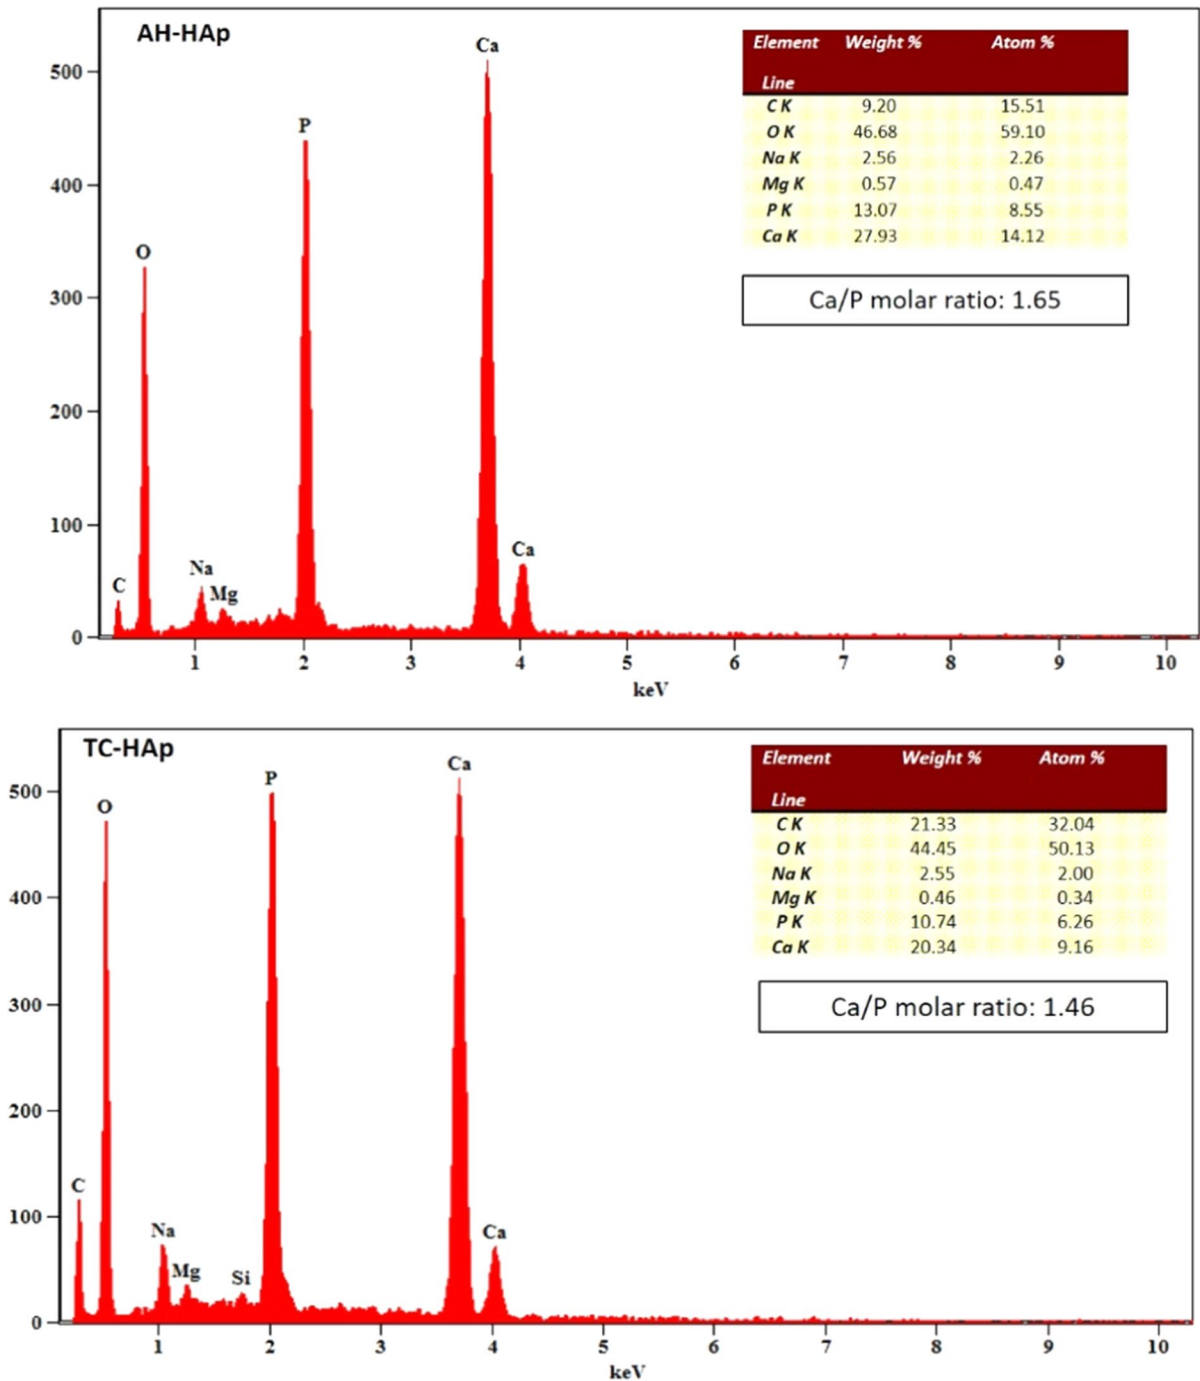 AH-HAp
Ca
P
O
C
Na
Mg
Ca
500
400
300
200
100
0
1 2 3 4 5 6 7 8 9 10
keV
Element Weight % Atom %
Line
C K 9.20 15.51
O K 46.68 59.10
Na K 2.56 2.26
Mg K 0.57 0.47
P K 13.07 8.55
Ca K 27.93 14.12
Ca/P molar ratio: 1.65
TC-HAp
Ca
P
O
C
Na
Mg
Si
Ca
500
400
300
200
100
0
1 2 3 4 5 6 7 8 9 10
keV
Element Weight % Atom %
Line
C K 21.33 32.04
O K 44.45 50.13
Na K 2.55 2.00
Mg K 0.46 0.34
P K 10.74 6.26
Ca K 20.34 9.16
Ca/P molar ratio: 1.46